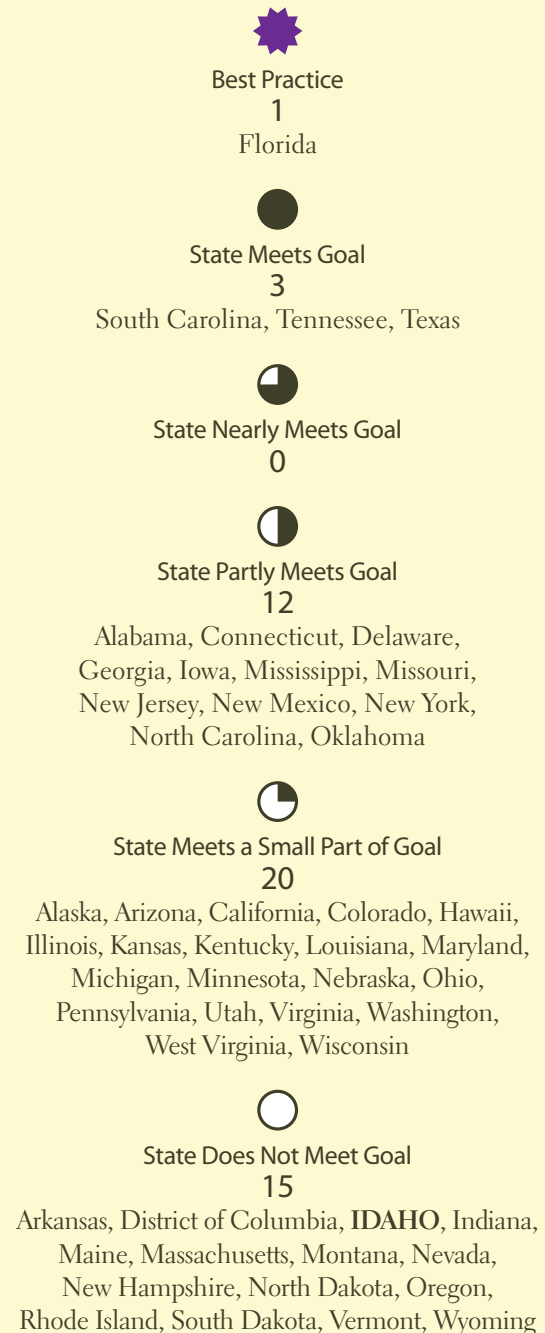 Best Practice
1
Florida
State Meets Goal
3
South Carolina, Tennessee, Texas
State Nearly Meets Goal
0
State Partly Meets Goal
12
Alabama, Connecticut, Delaware,
Georgia, Iowa, Mississippi, Missouri,
New Jersey, New Mexico, New York,
North Carolina, Oklahoma
State Meets a Small Part of Goal
20
Alaska, Arizona, California, Colorado, Hawaii,
Illinois, Kansas, Kentucky, Louisiana, Maryland,
Michigan, Minnesota, Nebraska, Ohio,
Pennsylvania, Utah, Virginia, Washington,
West Virginia, Wisconsin
State Does Not Meet Goal
15
Arkansas, District of Columbia, IDAHO, Indiana,
Maine, Massachusetts, Montana, Nevada,
New Hampshire, North Dakota, Oregon,
Rhode Island, South Dakota, Vermont, Wyoming